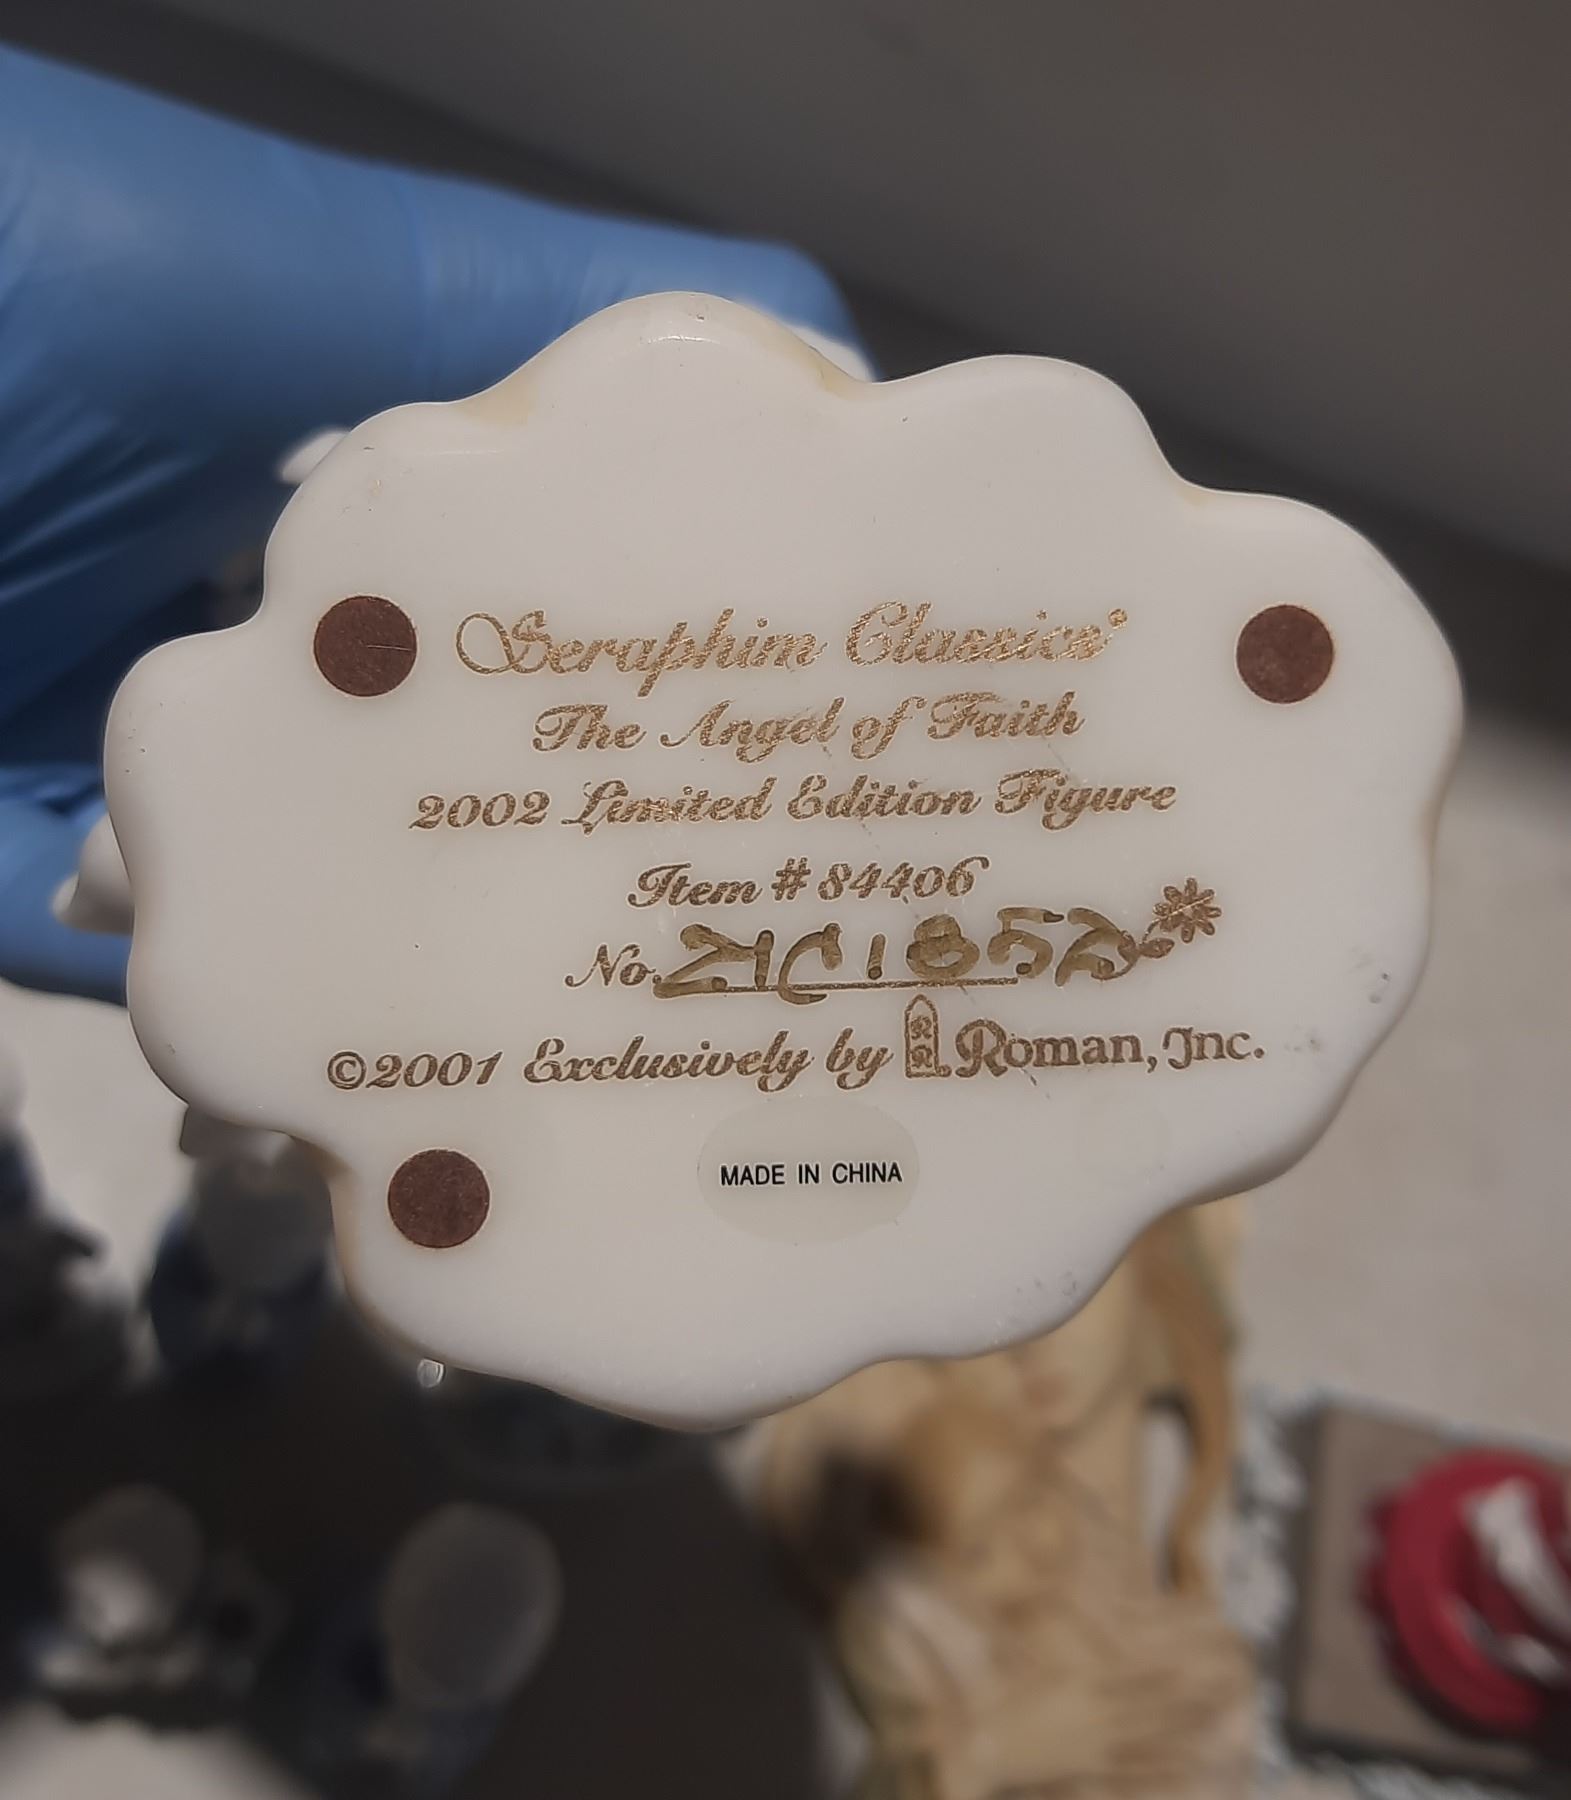 Seraphim Classics®
The Angel of Faith
2002 Limited Edition Figure
Item # 84406
No.
©2001 Exclusively by Roman, Inc.
MADE IN CHINA